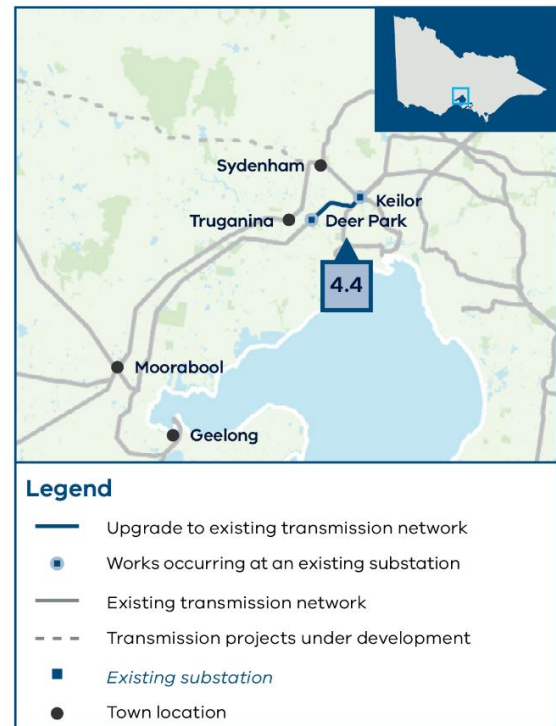 Sydenham
Keilor
Truganina
Deer Park
4.4
Moorabool
Geelong
Legend
Upgrade to existing transmission network
Works occurring at an existing substation
Existing transmission network
Transmission projects under development
Existing substation
Town location